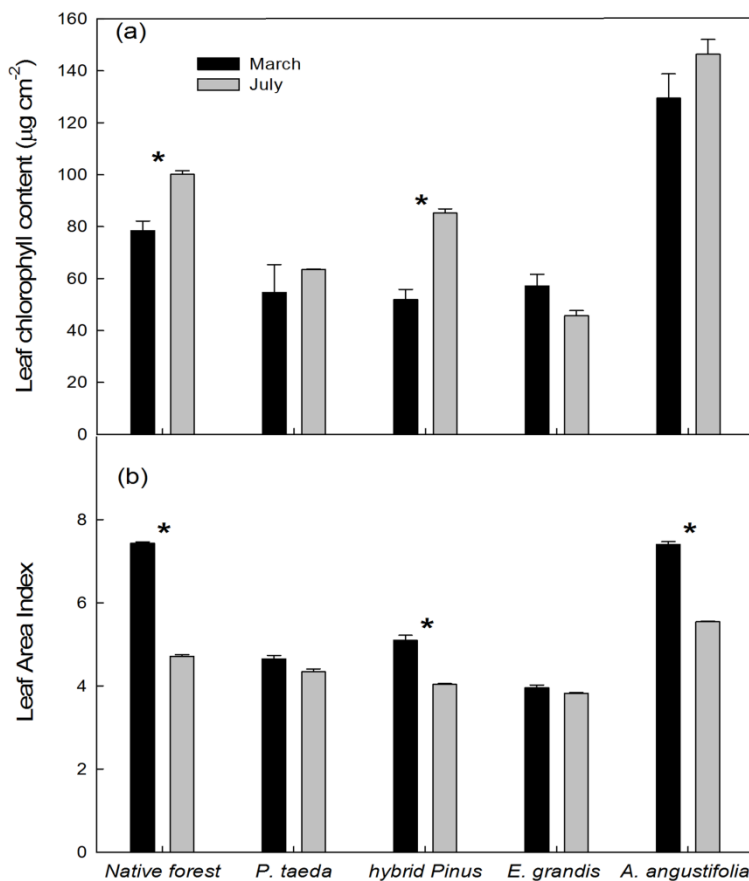 160
(a)
March
July
140
120
100
80
60
40
20
0
Leaf chlorophyll content (µg cm-2)
*
*
(b)
8
6
4
2
0
Leaf Area Index
*
*
*
Native forest P. taeda hybrid Pinus E. grandis A. angustifolia